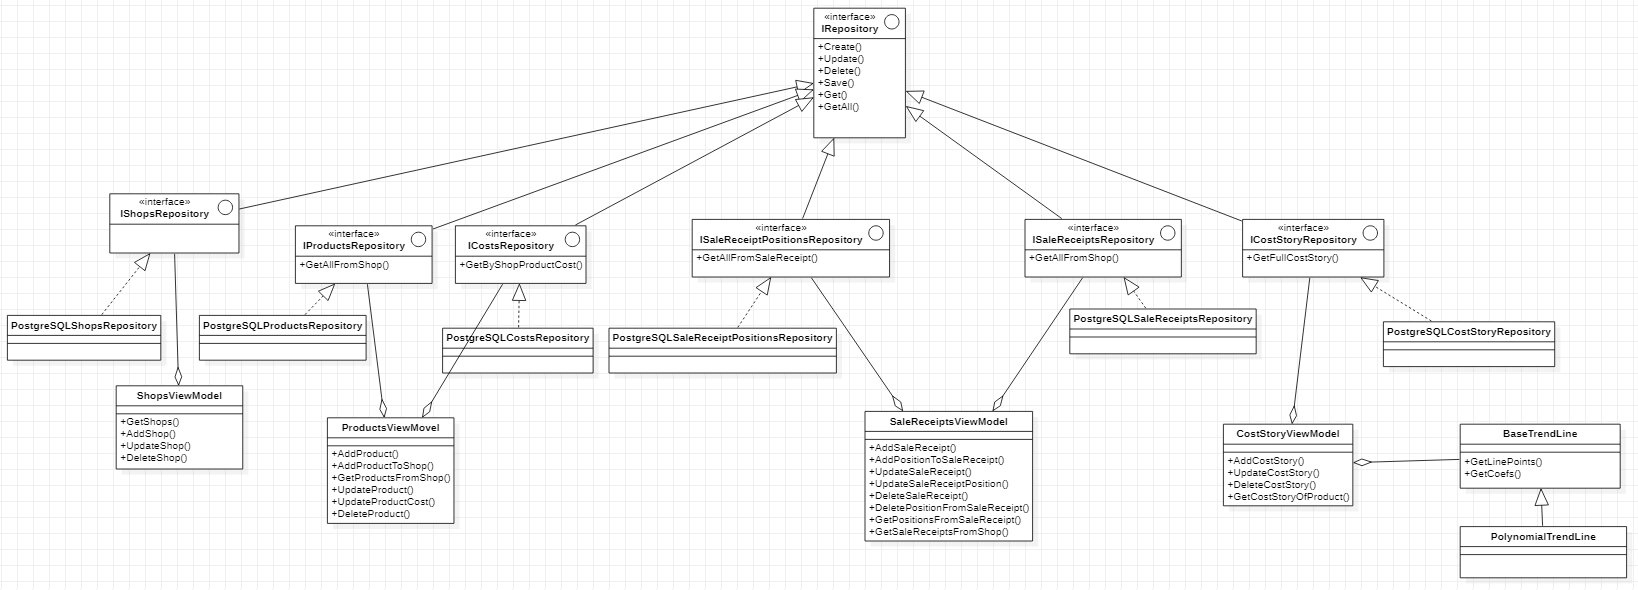 «interface»
IRepository
+Create()
+Update()
+Delete()
+Save()
+Get()
+GetAll()
«interface»
IShopsRepository
«interface»
IProductsRepository
+GetAllFromShop()
«interface»
ICostsRepository
+GetByShopProductCost()
«interface»
ISaleReceiptPositionsRepository
+GetAllFromSaleReceipt()
«interface»
ISaleReceiptsRepository
+GetAllFromShop()
«interface»
ICostStoryRepository
+GetFullCostStory()
PostgreSQLShopsRepository
PostgreSQLProductsRepository
PostgreSQLCostsRepository
PostgreSQLSaleReceiptPositionsRepository
PostgreSQLSaleReceiptsRepository
PostgreSQLCostStoryRepository
ShopsViewModel
+GetShops()
+AddShop()
+UpdateShop()
+DeleteShop()
ProductsViewMovel
+AddProduct()
+AddProductToShop()
+GetProductsFromShop()
+UpdateProduct()
+UpdateProductCost()
+DeleteProduct()
SaleReceiptsViewModel
+AddSaleReceipt()
+AddPositionToSaleReceipt()
+UpdateSaleReceipt()
+UpdateSaleReceiptPosition()
+DeleteSaleReceipt()
+DeletePositionFromSaleReceipt()
+GetPositionsFromSaleReceipt()
+GetSaleReceiptsFromShop()
CostStoryViewModel
+AddCostStory()
+UpdateCostStory()
+DeleteCostStory()
+GetCostStoryOfProduct()
BaseTrendLine
+GetLinePoints()
+GetCoefs()
PolynomialTrendLine